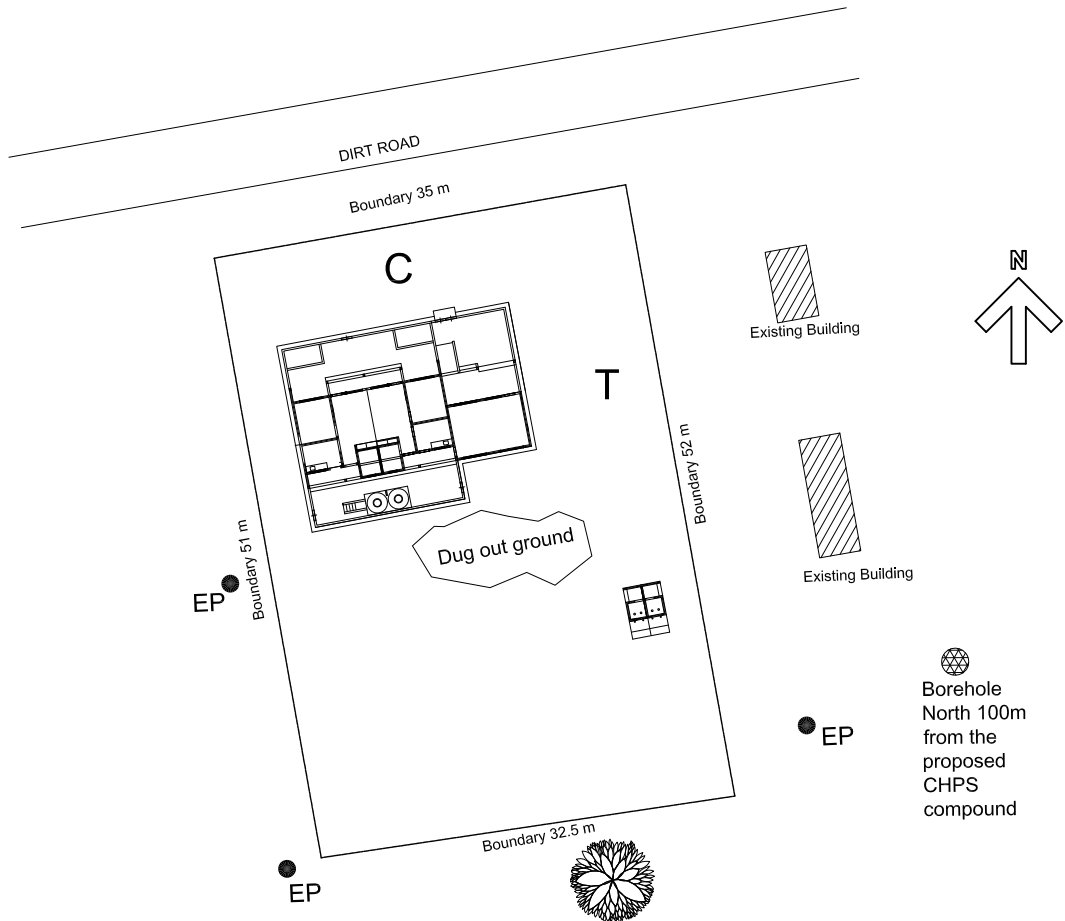 DIRT ROAD
Boundary 35 m
C
N
Existing Building
T
Boundary 52 m
Dug out ground
Boundary 51 m
Existing Building
EP
Borehole
North 100m
from the
proposed
CHPS
compound
EP
Boundary 32.5 m
EP